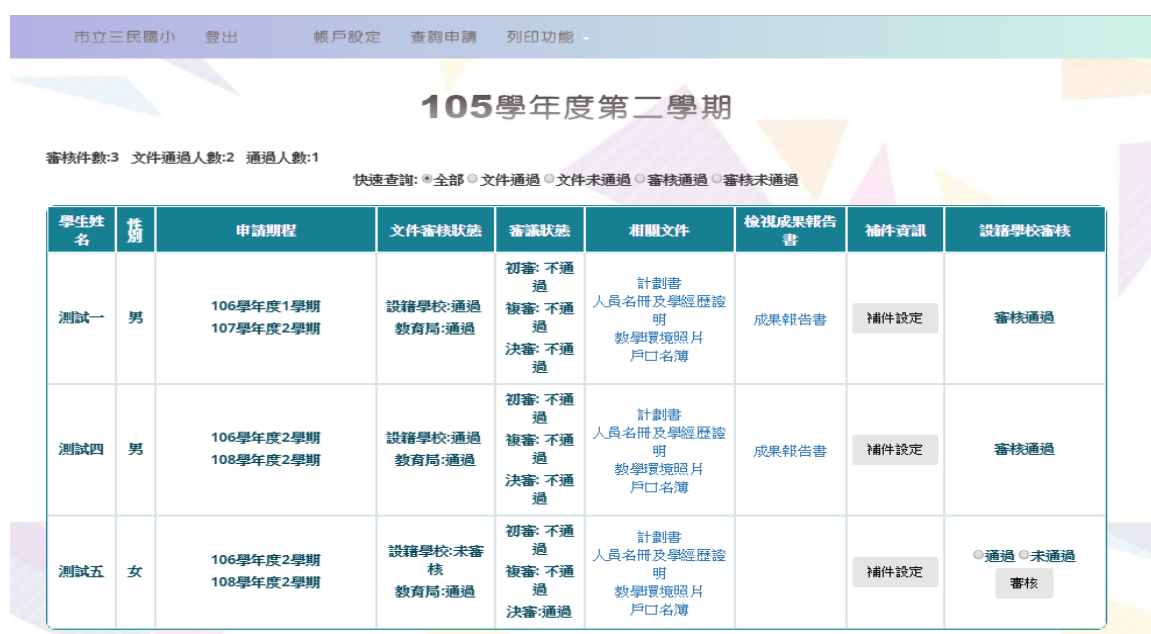 市立三民國小 登出 帳戶設定 查詢申請 列印功能
105學年度第二學期
審核件數:3 文件通過人數:2 通過人數:1
快速查詢: 全部 文件通過 文件未通過 審核通過 審核未通過
學生姓名 性別 申請期程 文件審核狀態 審議狀態 相關文件 檢視成果報告書 補件資訊 設籍學校審核
測試一 男
106學年度1學期
107學年度2學期
設籍學校:通過
教育局:通過
初審: 不通
過
複審: 不通
過
決審: 不通
過
計劃書
人員名冊及學經歷證
明
教學環境照片
戶口名簿
成果報告書
補件設定
審核通過
測試四 男
106學年度2學期
108學年度2學期
設籍學校:通過
教育局:通過
初審: 不通
過
複審: 不通
過
決審: 不通
過
計劃書
人員名冊及學經歷證
明
教學環境照片
戶口名簿
成果報告書
補件設定
審核通過
測試五 女
106學年度2學期
108學年度2學期
設籍學校:未審
核
教育局:通過
初審: 不通
過
複審: 不通
過
決審:通過
計劃書
人員名冊及學經歷證
明
教學環境照片
戶口名簿
補件設定
通過 未通過
審核